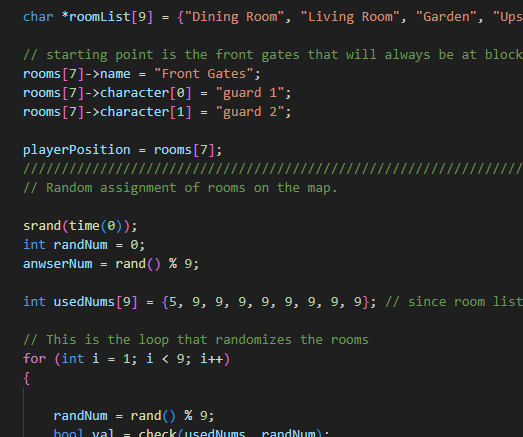 char *roomList[9] = {"Dining Room", "Living Room", "Garden", "Ups
// starting point is the front gates that will always be at block
rooms[7]->name = "Front Gates";
rooms[7]->character[0] = "guard 1";
rooms[7]->character[1] = "guard 2";
playerPosition = rooms[7];
/////////////////////////////////////////////////////////////////
// Random assignment of rooms on the map.
srand(time(0));
int randNum = 0;
anwserNum = rand() % 9;
int usedNums[9] = {5, 9, 9, 9, 9, 9, 9, 9, 9}; // since room list
// This is the loop that randomizes the rooms
for (int i = 1; i < 9; i++)
{
randNum = rand() % 9;
bool val = check(usedNums, randNum);